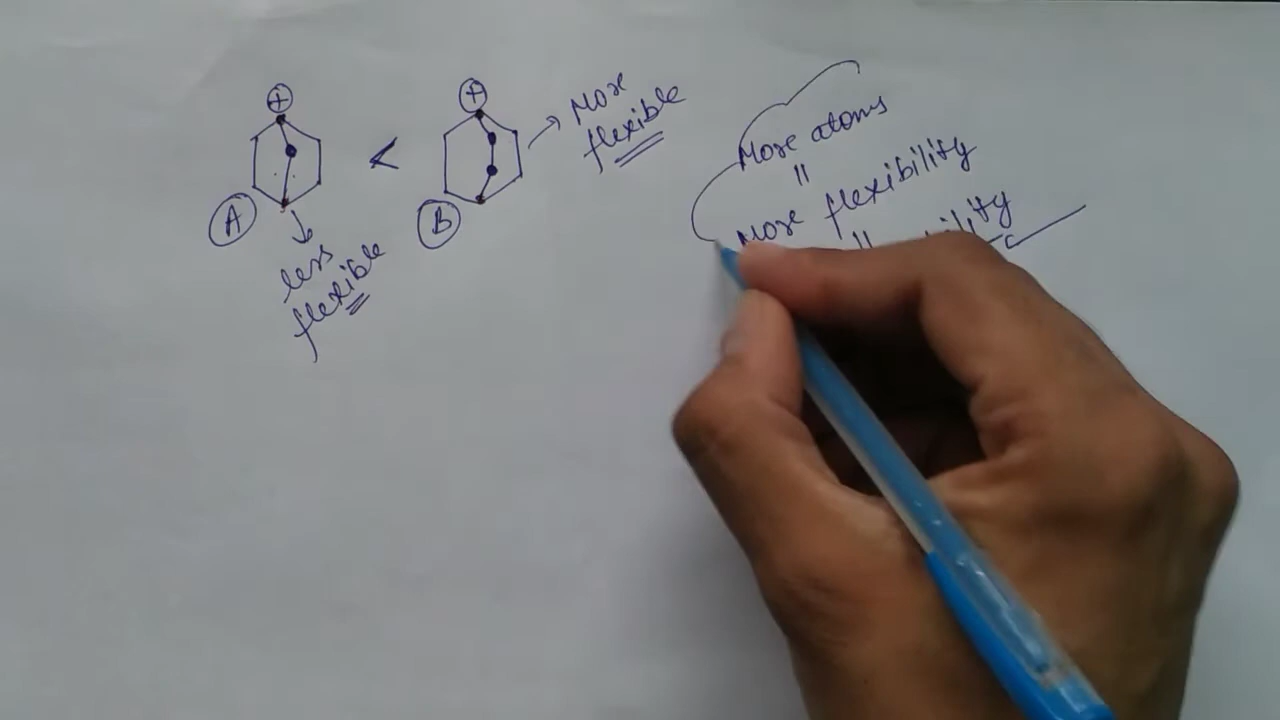 ⊕ ⊕
A < B
less
flexible
More
flexible
More atoms
॥
More flexibility
॥